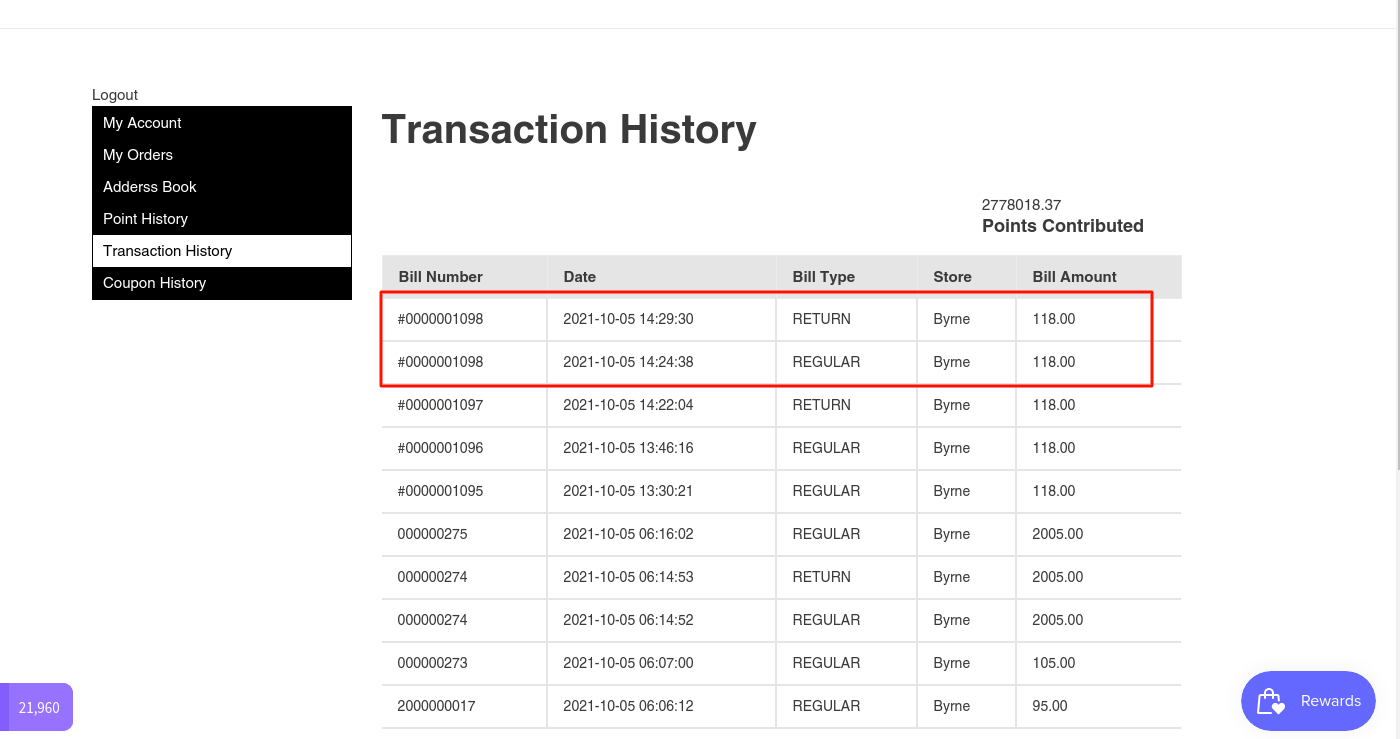 Logout
My Account
My Orders
Adderss Book
Point History
Transaction History
Coupon History
Transaction History
2778018.37
Points Contributed
Bill Number Date Bill Type Store Bill Amount
#0000001098 2021-10-05 14:29:30 RETURN Byrne 118.00
#0000001098 2021-10-05 14:24:38 REGULAR Byrne 118.00
#0000001097 2021-10-05 14:22:04 RETURN Byrne 118.00
#0000001096 2021-10-05 13:46:16 REGULAR Byrne 118.00
#0000001095 2021-10-05 13:30:21 REGULAR Byrne 118.00
000000275 2021-10-05 06:16:02 REGULAR Byrne 2005.00
000000274 2021-10-05 06:14:53 RETURN Byrne 2005.00
000000274 2021-10-05 06:14:52 REGULAR Byrne 2005.00
000000273 2021-10-05 06:07:00 REGULAR Byrne 105.00
2000000017 2021-10-05 06:06:12 REGULAR Byrne 95.00
21,960
Rewards